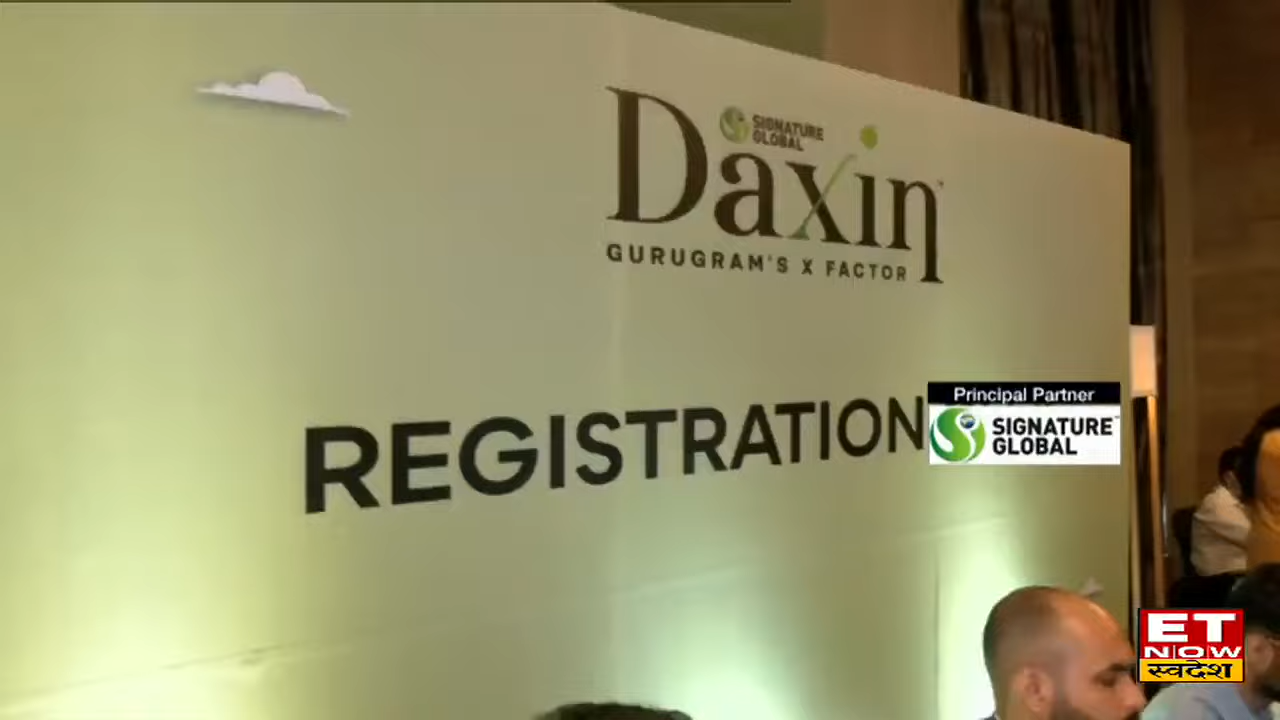 SIGNATURE
GLOBAL
Daxin
GURUGRAM'S X FACTOR
REGISTRATION
Principal Partner
SIGNATURE
GLOBAL
ET
NOW
स्वदेश